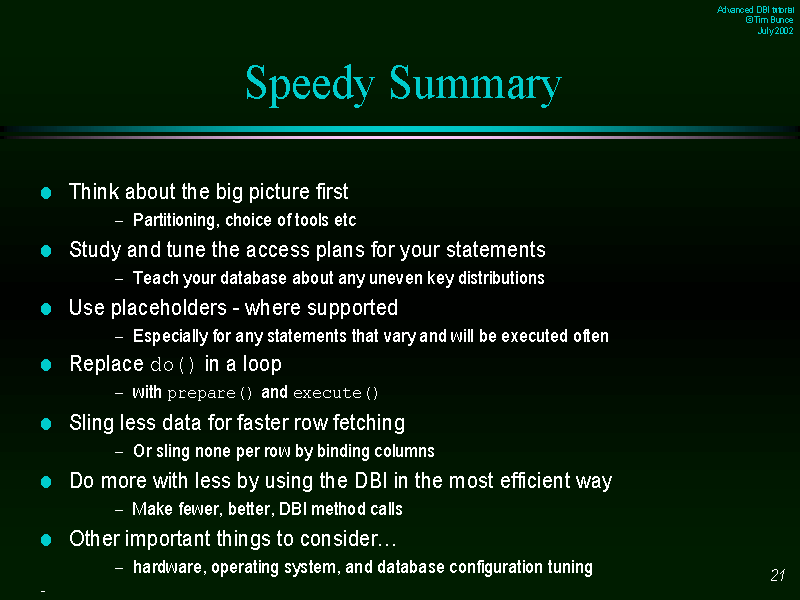 Advanced DBI tutorial
©Tim Bunce
July 2002
Speedy Summary
Think about the big picture first
– Partitioning, choice of tools etc
Study and tune the access plans for your statements
– Teach your database about any uneven key distributions
Use placeholders - where supported
– Especially for any statements that vary and will be executed often
Replace do() in a loop
– with prepare() and execute()
Sling less data for faster row fetching
– Or sling none per row by binding columns
Do more with less by using the DBI in the most efficient way
– Make fewer, better, DBI method calls
Other important things to consider…
– hardware, operating system, and database configuration tuning
21
-